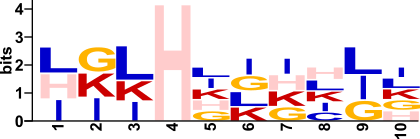 bits
4
3
2
1
0
L G L H L I I H L I
H K K I G K L I L
I I I K L G K G K
H K I C G
G
1 2 3 4 5 6 7 8 9 10